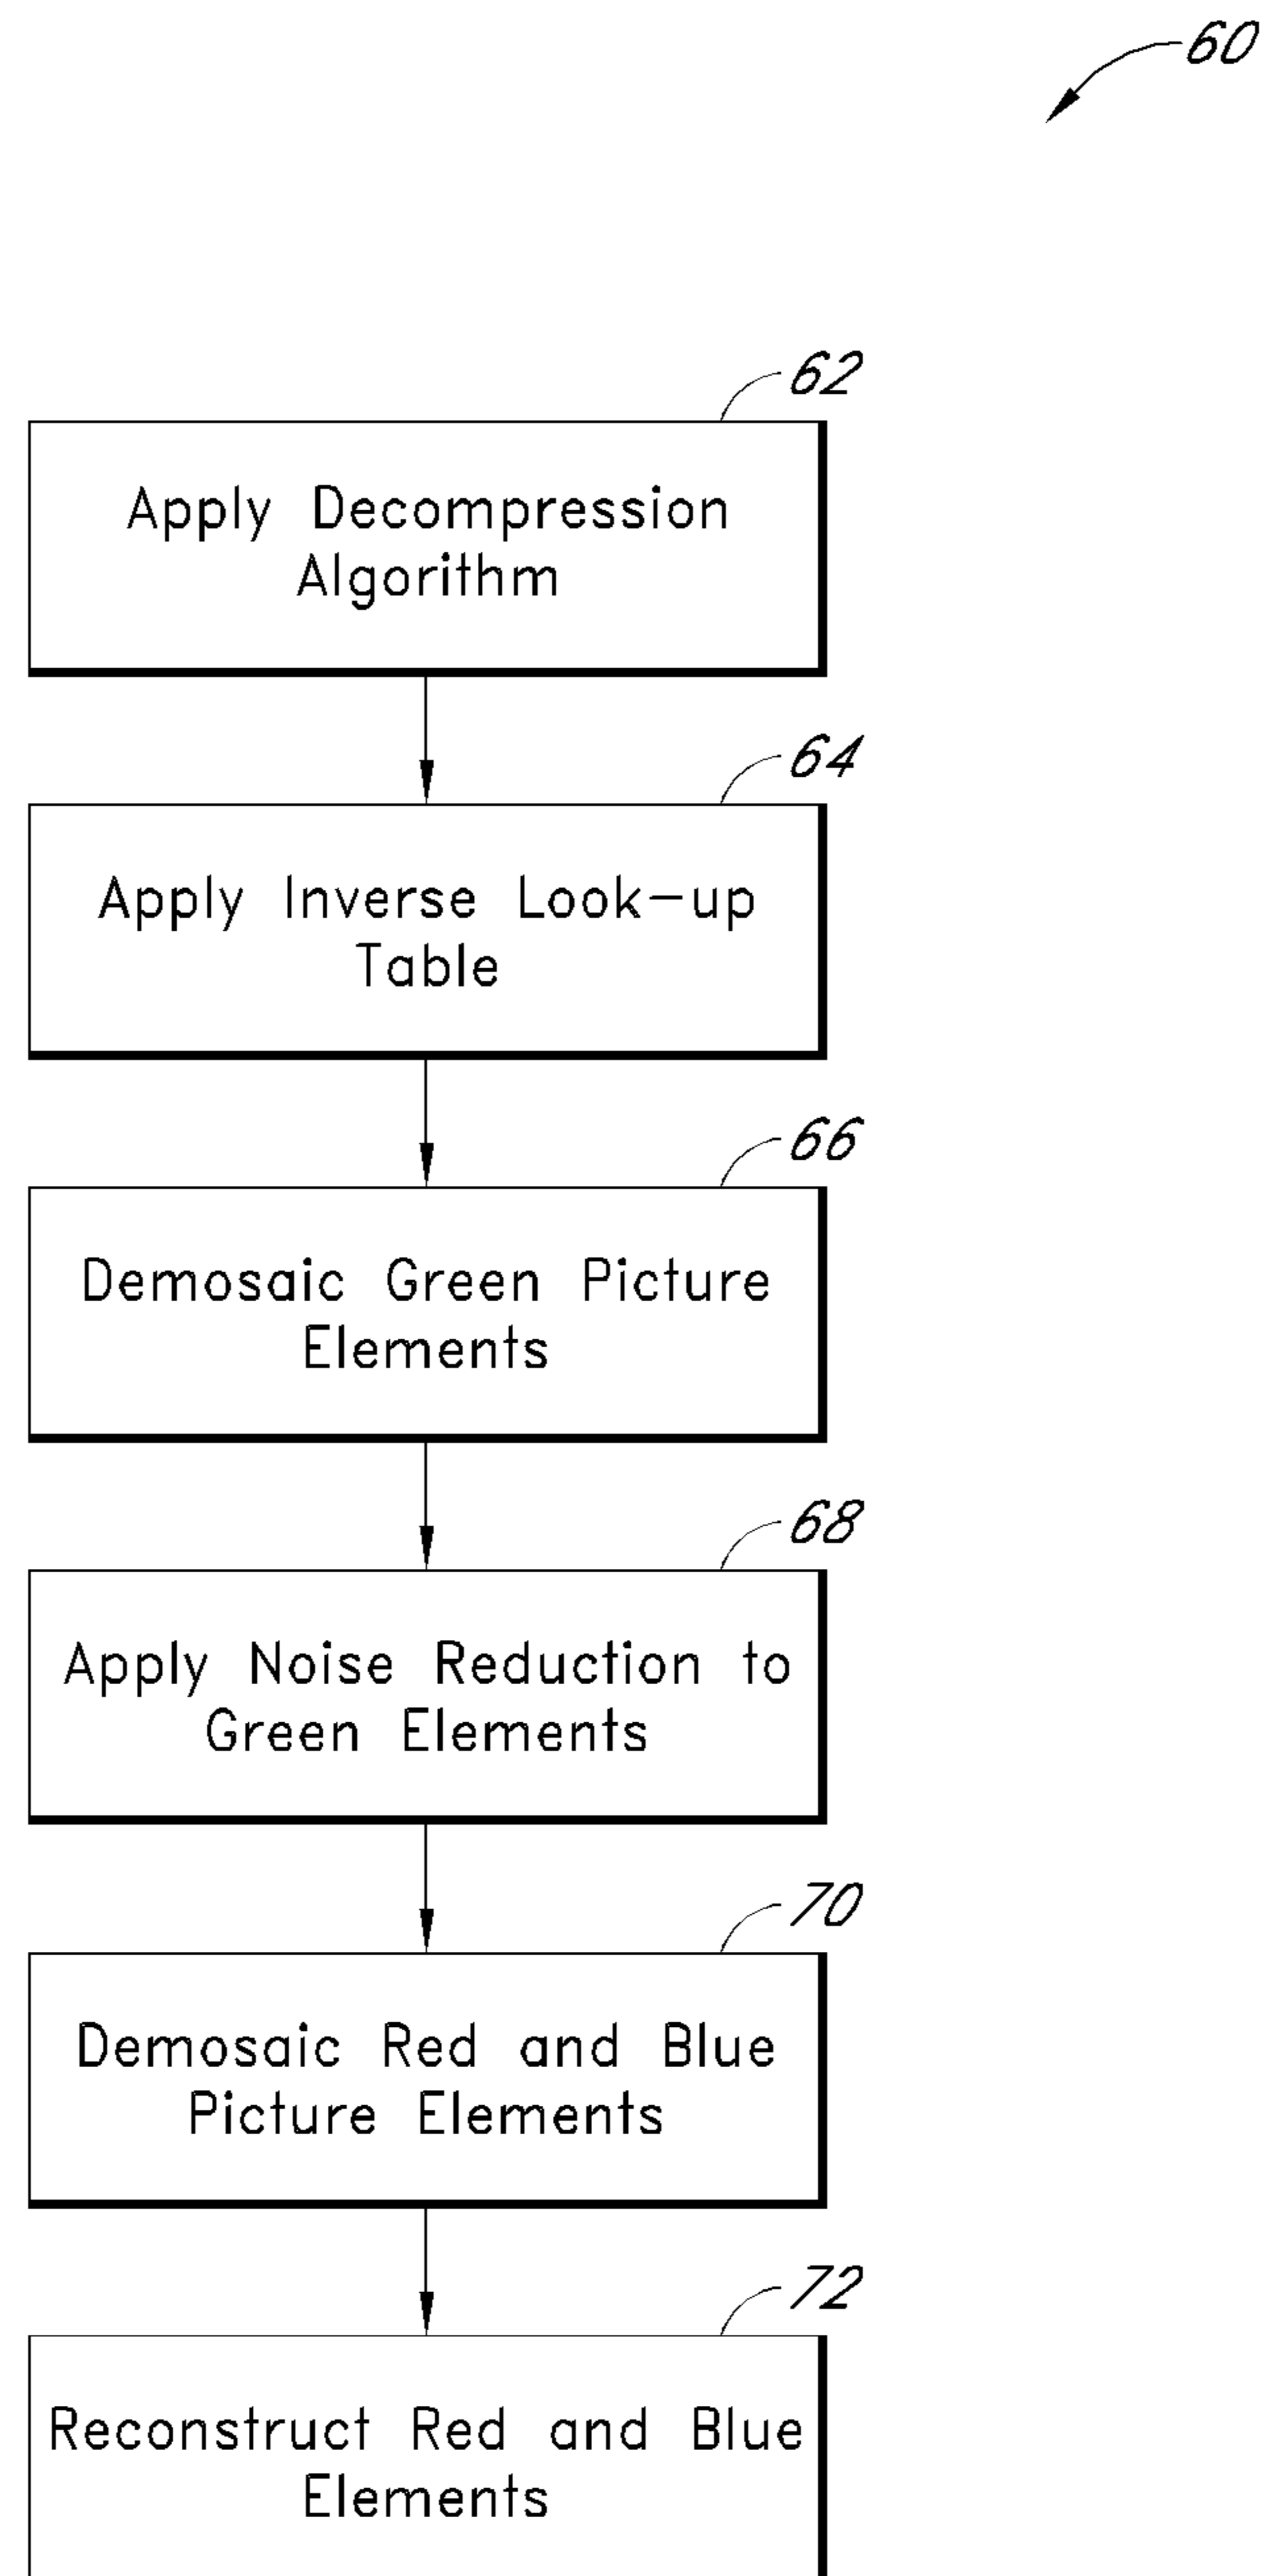 60
62
Apply Decompression
Algorithm
64
Apply Inverse Look-up
Table
66
Demosaic Green Picture
Elements
68
Apply Noise Reduction to
Green Elements
70
Demosaic Red and Blue
Picture Elements
72
Reconstruct Red and Blue
Elements